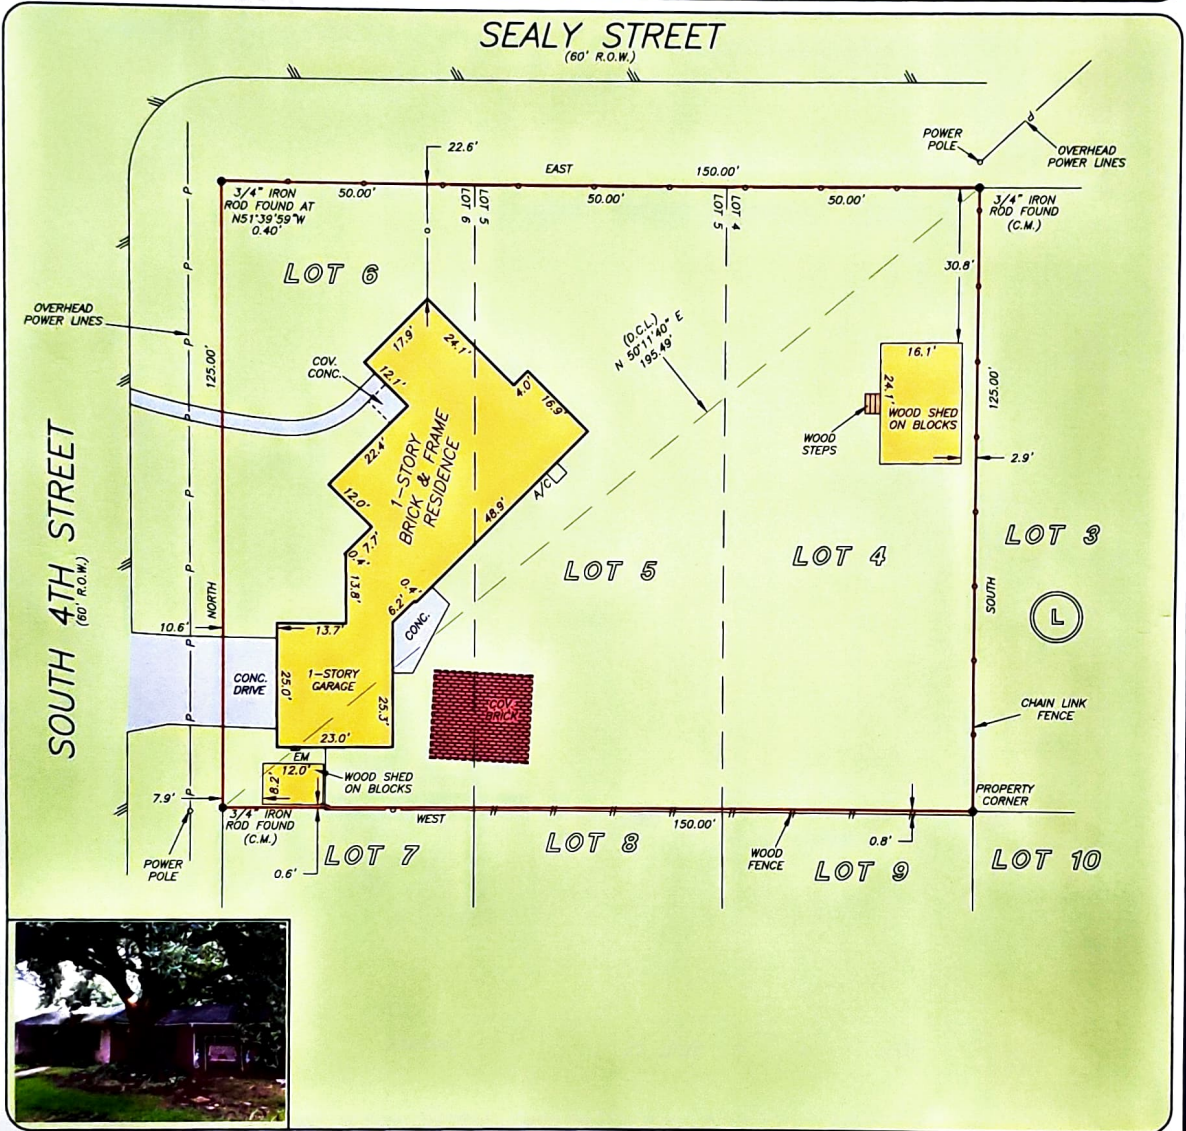 SEALY STREET
(60' R.O.W.)
POWER
POLE
OVERHEAD
POWER LINES
22.6'
EAST
150.00'
3/4" IRON
ROD FOUND AT
N51°39'59"W
0.40'
50.00'
LOT 6
LOT 5
50.00'
LOT 5
LOT 4
50.00'
3/4" IRON
ROD FOUND
(C.M.)
LOT 6
30.8'
OVERHEAD
POWER LINES
P
P
P
P
P
P
P
P
P
125.00'
COV.
CONC.
17.9'
24.1'
12.1'
4.0'
16.9'
(D.C.L.)
N 50°11'40" E
195.49'
16.1'
24.1'
WOOD SHED
ON BLOCKS
WOOD
STEPS
125.00'
2.9'
22.4'
1-STORY
BRICK & FRAME
RESIDENCE
12.0'
7.7'
0.4'
13.8'
48.9'
A/C
SOUTH 4TH STREET
(60' R.O.W.)
LOT 5
LOT 4
LOT 3
L
NORTH
SOUTH
10.6'
13.7'
6.2'
0.4'
CONC.
CONC.
DRIVE
25.0'
1-STORY
GARAGE
25.3'
23.0'
COV.
BRICK
CHAIN LINK
FENCE
EM
12.0'
8.2'
WOOD SHED
ON BLOCKS
PROPERTY
CORNER
7.9'
3/4" IRON
ROD FOUND
(C.M.)
WEST
150.00'
0.8'
POWER
POLE
0.6'
LOT 7
LOT 8
WOOD
FENCE
LOT 9
LOT 10